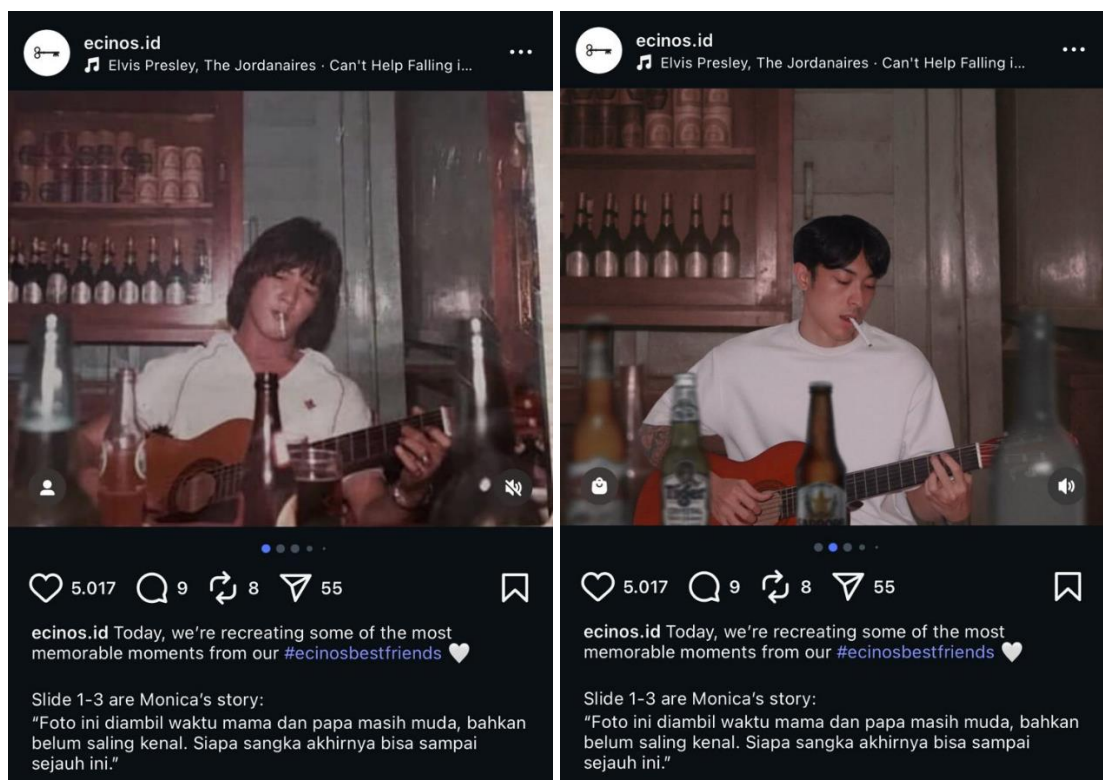 ecinos.id
Elvis Presley, The Jordanaires · Can't Help Falling i...
5.017
9
8
55
ecinos.id Today, we're recreating some of the most
memorable moments from our #ecinosbestfriends 🤍
Slide 1-3 are Monica's story:
"Foto ini diambil waktu mama dan papa masih muda, bahkan
belum saling kenal. Siapa sangka akhirnya bisa sampai
sejauh ini."
ecinos.id
Elvis Presley, The Jordanaires · Can't Help Falling i...
SAPPORO
5.017
9
8
55
ecinos.id Today, we're recreating some of the most
memorable moments from our #ecinosbestfriends 🤍
Slide 1-3 are Monica's story:
"Foto ini diambil waktu mama dan papa masih muda, bahkan
belum saling kenal. Siapa sangka akhirnya bisa sampai
sejauh ini."